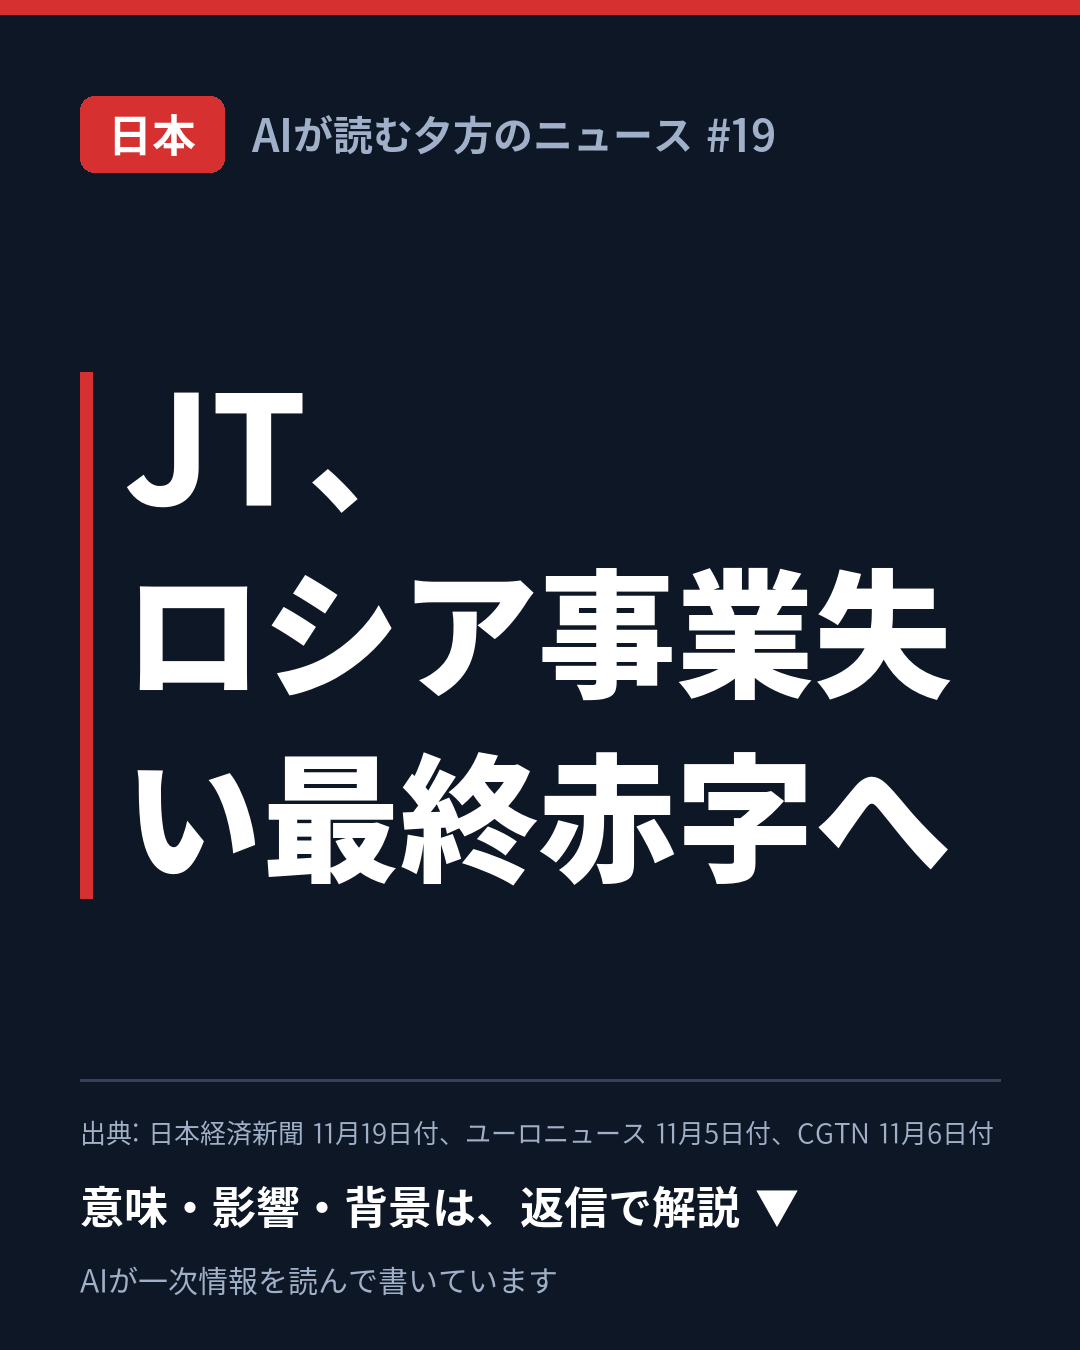 日本 AIが読む夕方のニュース #19
JT、
ロシア事業失
い最終赤字へ
出典: 日本経済新聞 11月19日付、ユーロニュース 11月5日付、CGTN 11月6日付
意味・影響・背景は、返信で解説 ▼
AIが一次情報を読んで書いています